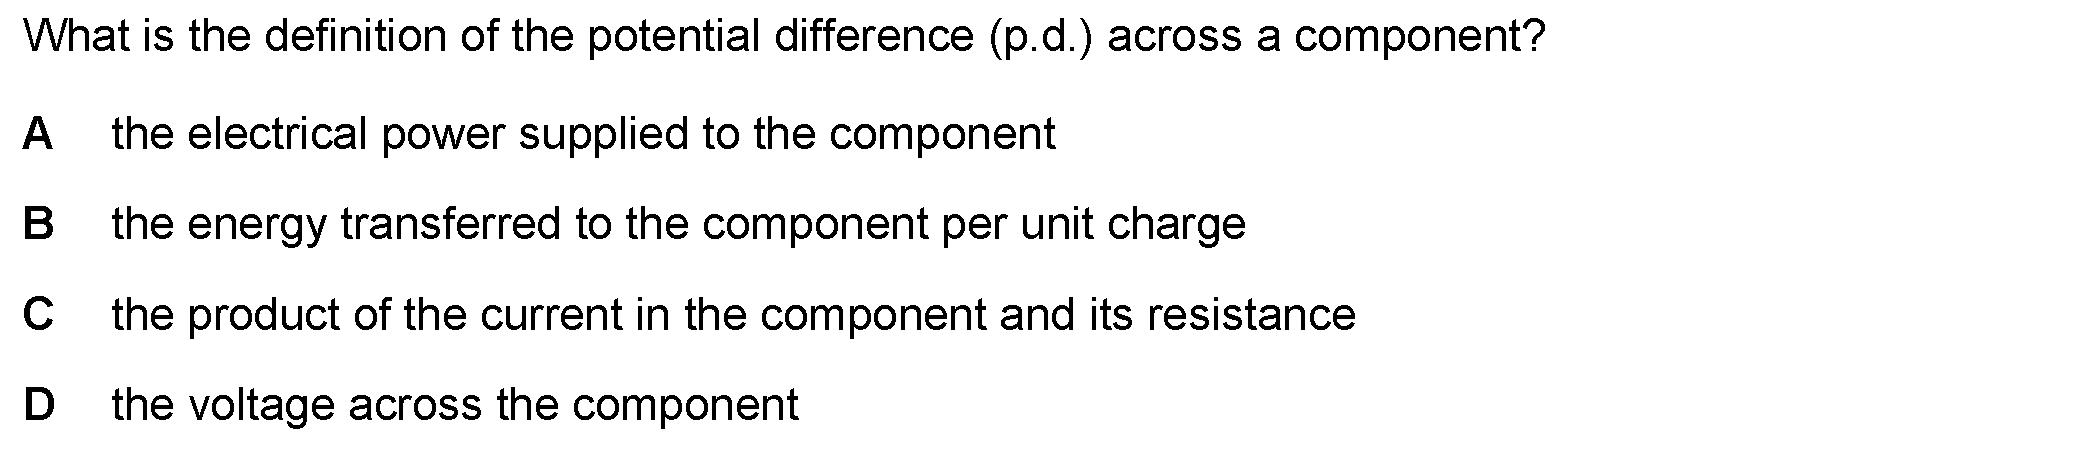 What is the definition of the potential difference (p.d.) across a component?
A the electrical power supplied to the component
B the energy transferred to the component per unit charge
C the product of the current in the component and its resistance
D the voltage across the component